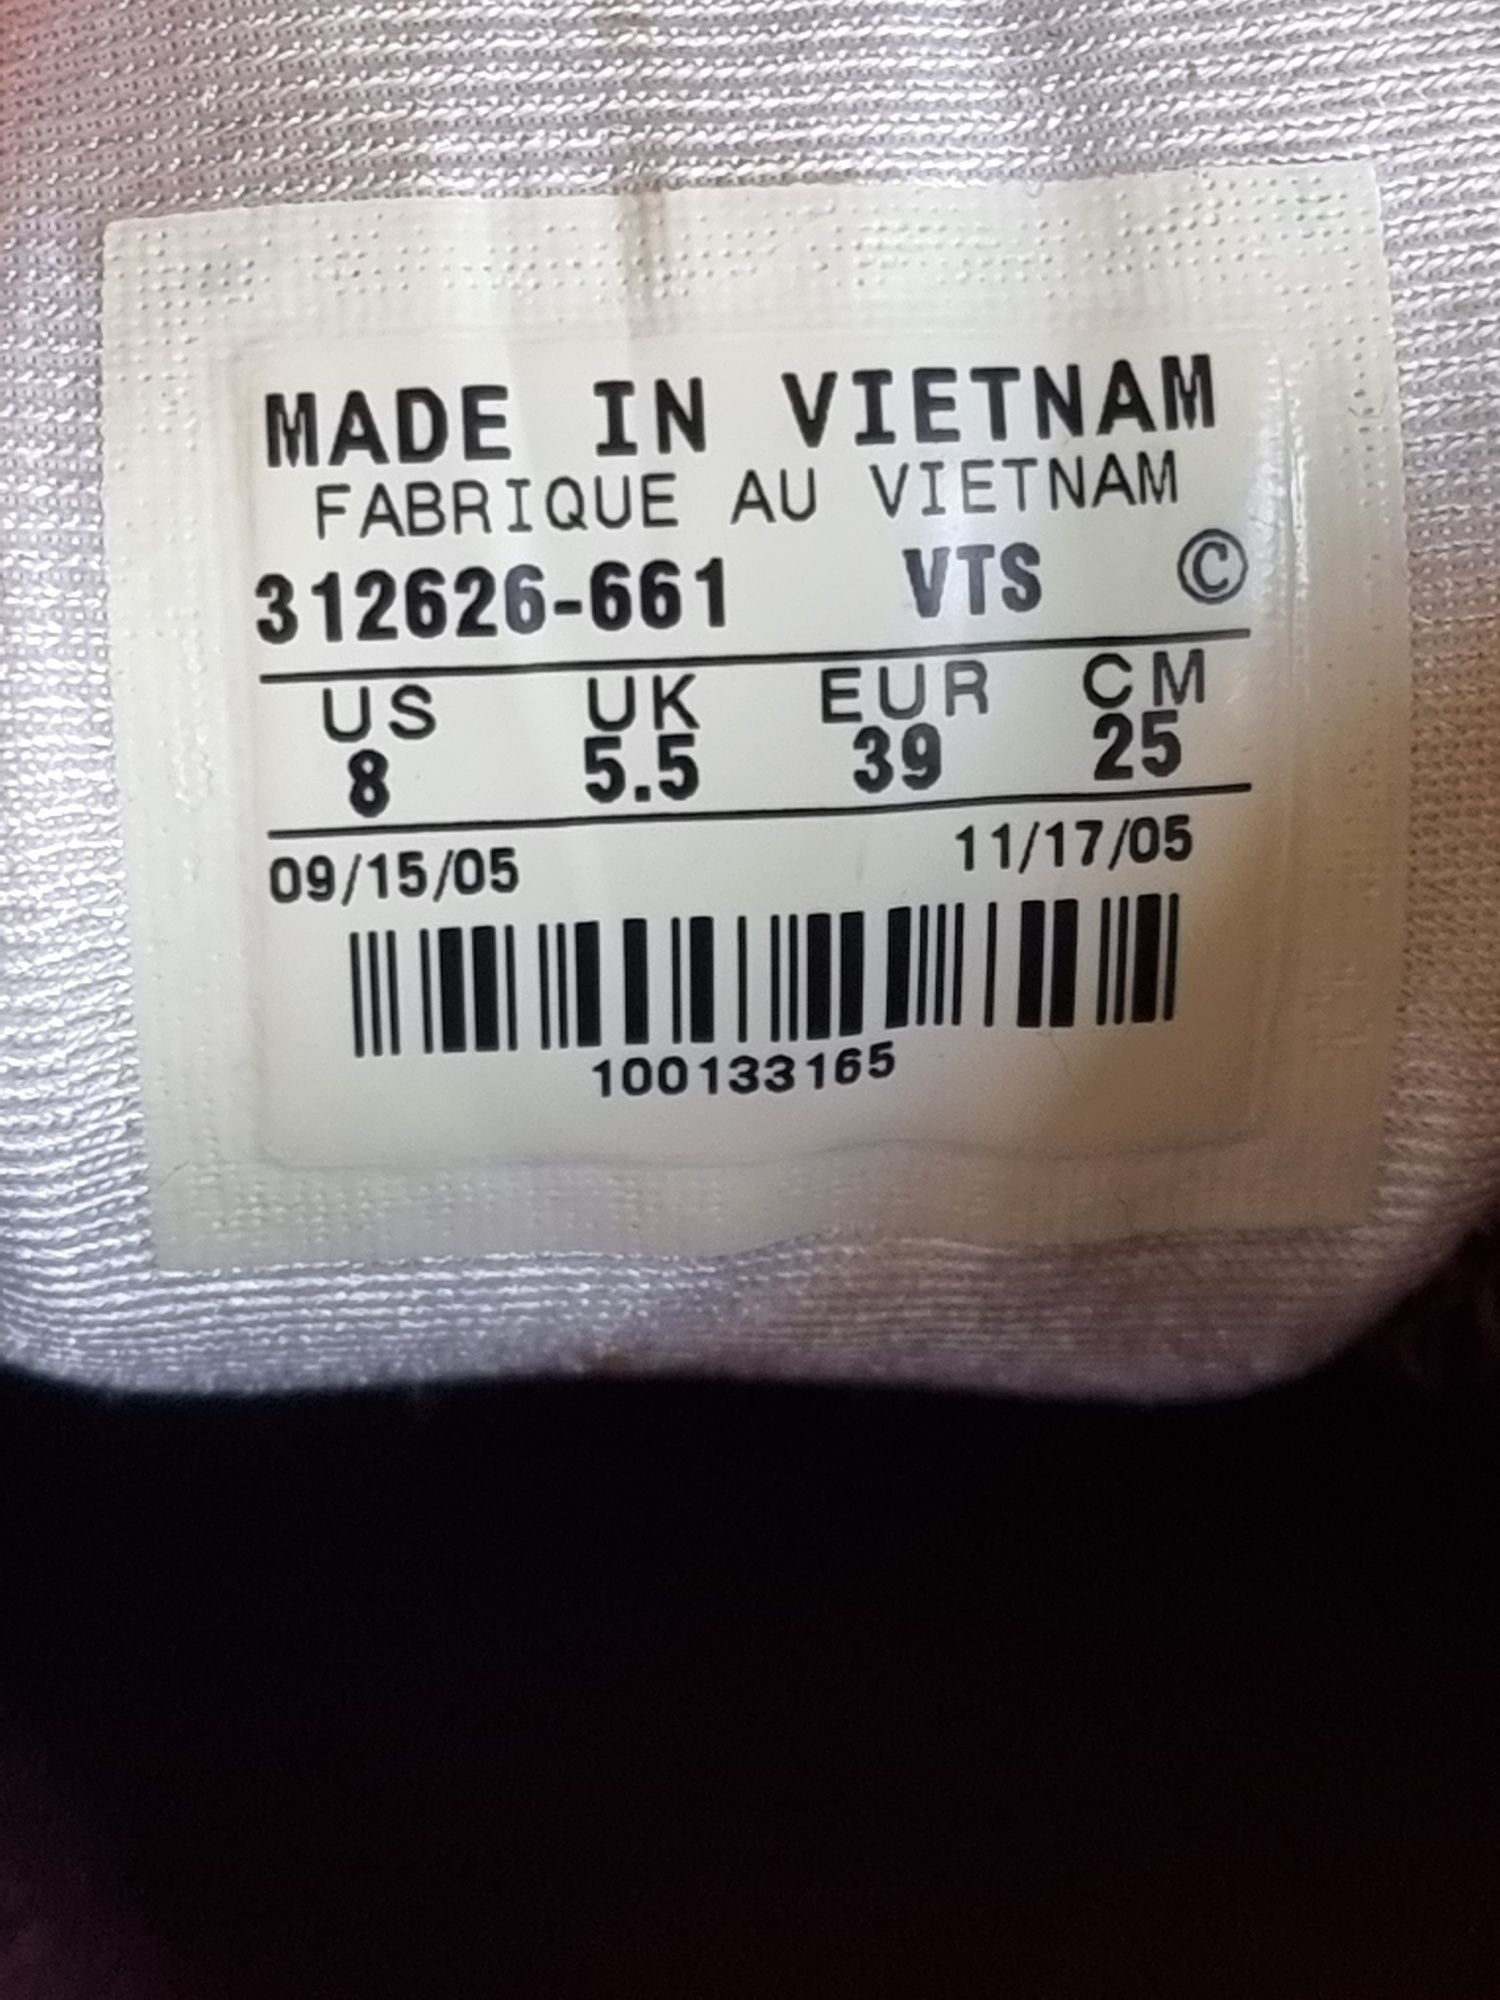 MADE IN VIETNAM
FABRIQUE AU VIETNAM
312626-661 VTS ©
US UK EUR CM
8 5.5 39 25
09/15/05 11/17/05
100133165